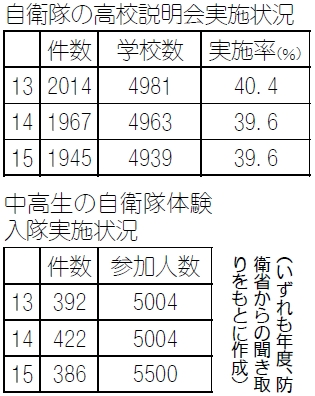 自衛隊の高校説明会実施状況
件数 学校数 実施率(%)
13 2014 4981 40.4
14 1967 4963 39.6
15 1945 4939 39.6
中高生の自衛隊体験
入隊実施状況
件数 参加人数
13 392 5004
14 422 5004
15 386 5500
(いずれも年度、防
衛省からの聞き取
りをもとに作成)